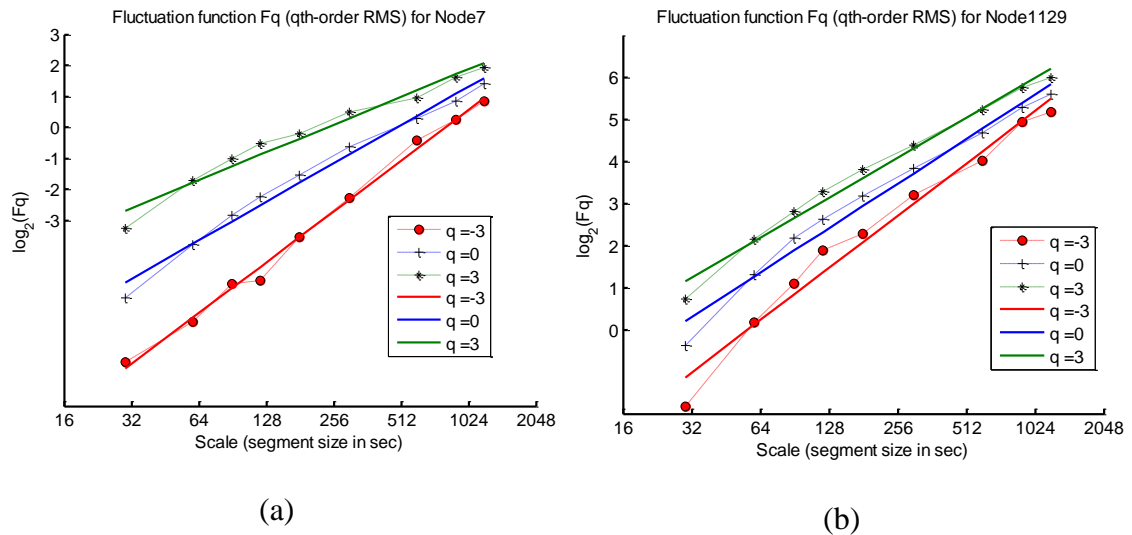 Fluctuation function Fq (qth-order RMS) for Node7
3
2
1
0
-1
-2
-3
log2(Fq)
q =-3
q =0
q =3
q =-3
q =0
q =3
16 32 64 128 256 512 1024 2048
Scale (segment size in sec)
(a)
Fluctuation function Fq (qth-order RMS) for Node1129
6
5
4
3
2
1
0
log2(Fq)
q =-3
q =0
q =3
q =-3
q =0
q =3
16 32 64 128 256 512 1024 2048
Scale (segment size in sec)
(b)